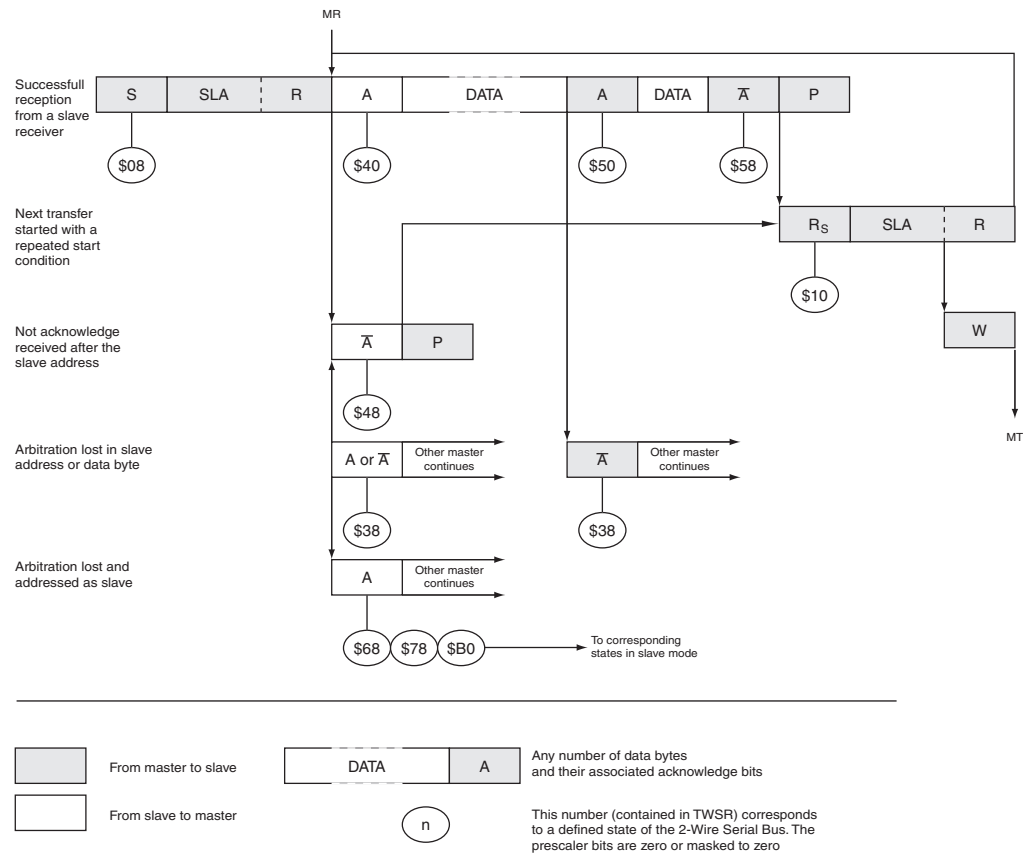 MR
Successfull
reception
from a slave
receiver
S SLA R A DATA A DATA A̅ P
$08 $40 $50 $58
Next transfer
started with a
repeated start
condition
RS SLA R
$10
Not acknowledge
received after the
slave address
A̅ P
W
$48
MT
Arbitration lost in slave
address or data byte
A or A̅
Other master
continues
A̅
Other master
continues
$38 $38
Arbitration lost and
addressed as slave
A
Other master
continues
$68 $78 $B0
To corresponding
states in slave mode
From master to slave
DATA A
Any number of data bytes
and their associated acknowledge bits
From slave to master
n
This number (contained in TWSR) corresponds
to a defined state of the 2-Wire Serial Bus. The
prescaler bits are zero or masked to zero